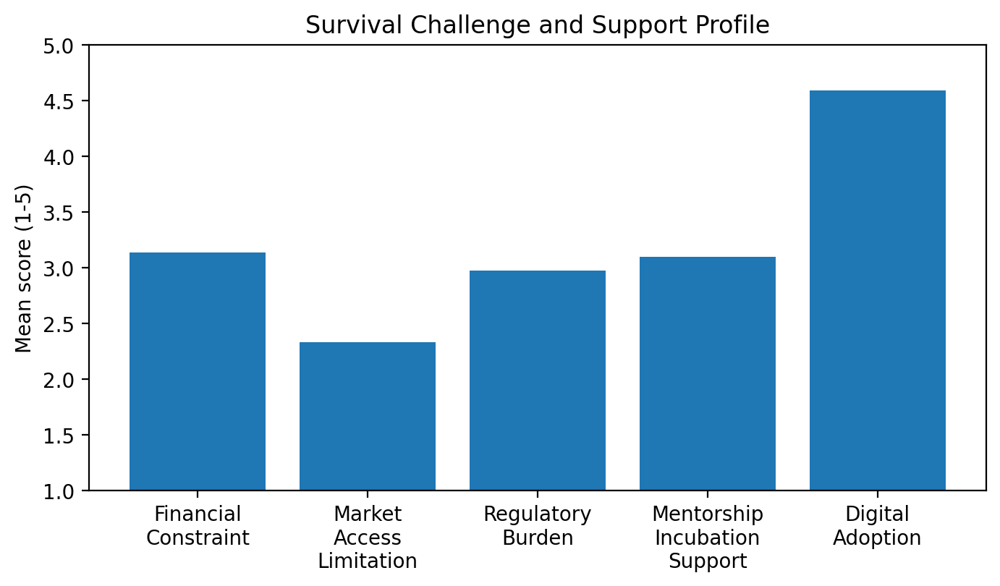 Survival Challenge and Support Profile
Mean score (1-5)
5.0
4.5
4.0
3.5
3.0
2.5
2.0
1.5
1.0
Financial
Constraint
Market
Access
Limitation
Regulatory
Burden
Mentorship
Incubation
Support
Digital
Adoption